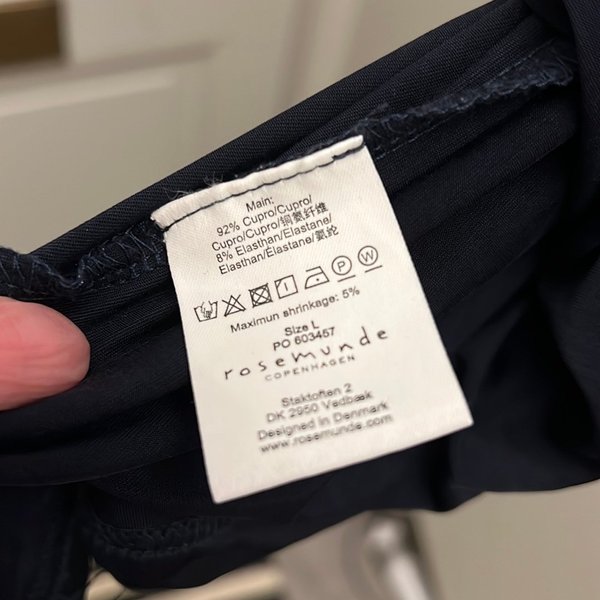 Main:
92% Cupro/Cupro/
Cupro/Cupro/铜氨纤维
8% Elasthan/Elastane/
Elasthan/Elastane/氨纶
P W
Maximun shrinkage: 5%
Size L
PO 603457
rosemunde
COPENHAGEN
Staktoften 2
DK 2950 Vedbæk
Designed in Denmark
www.rosemunde.com